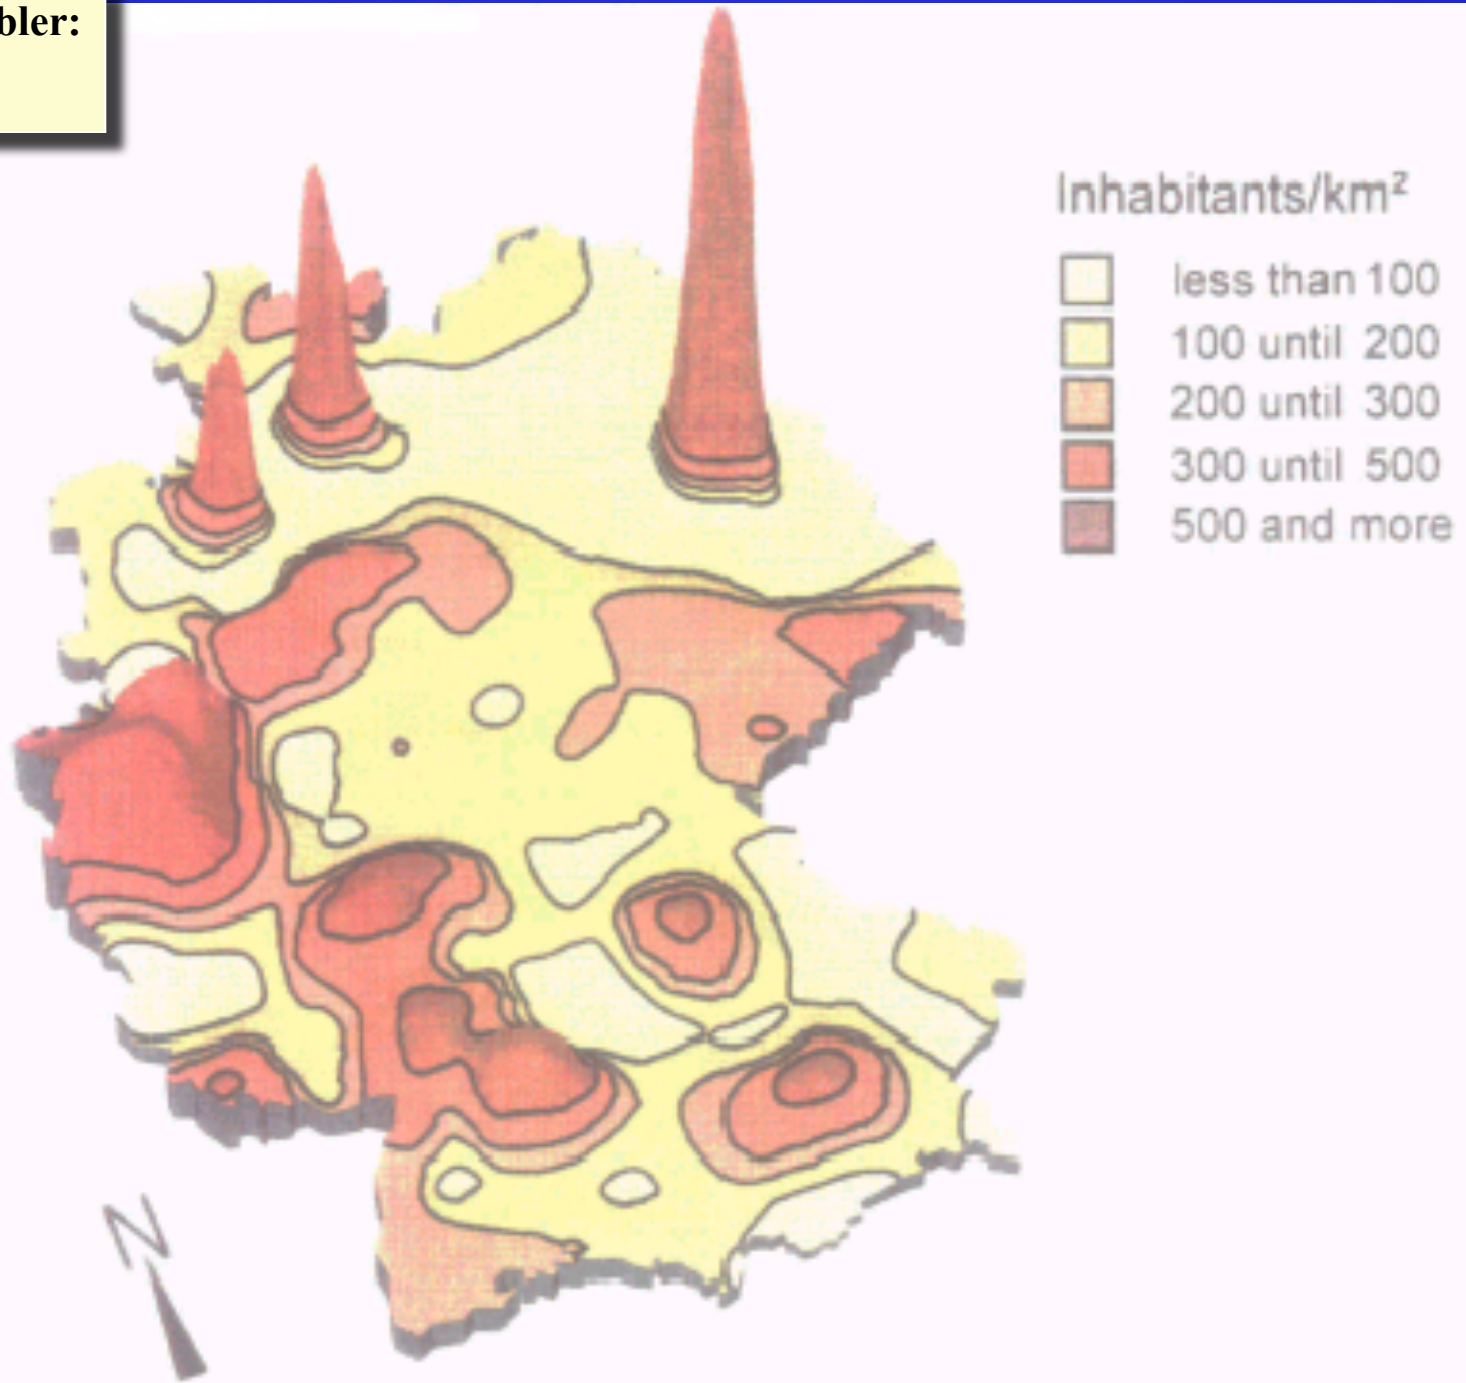 bler:
Inhabitants/km²
less than 100
100 until 200
200 until 300
300 until 500
500 and more
N